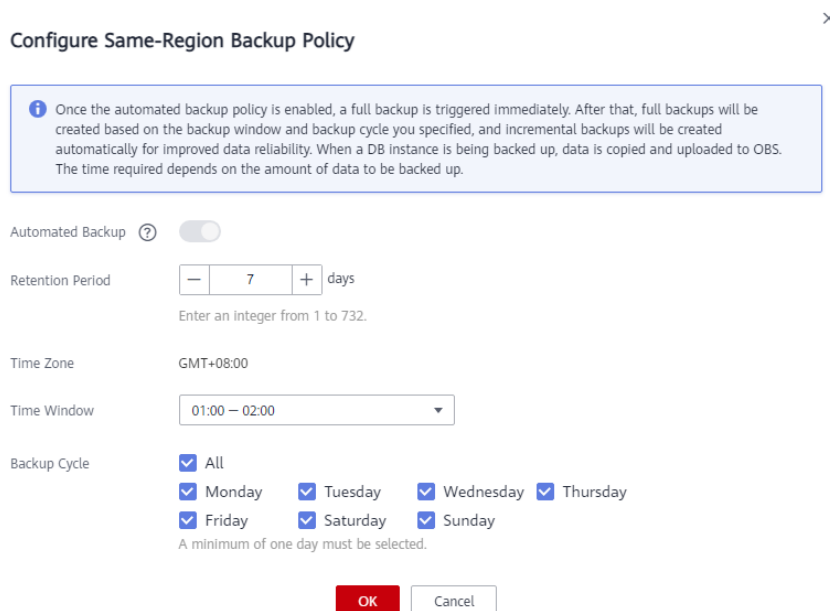 Configure Same-Region Backup Policy
Once the automated backup policy is enabled, a full backup is triggered immediately. After that, full backups will be
created based on the backup window and backup cycle you specified, and incremental backups will be created
automatically for improved data reliability. When a DB instance is being backed up, data is copied and uploaded to OBS.
The time required depends on the amount of data to be backed up.
Automated Backup ?
Retention Period — 7 + days
Enter an integer from 1 to 732.
Time Zone GMT+08:00
Time Window 01:00 — 02:00
Backup Cycle All
Monday Tuesday Wednesday Thursday
Friday Saturday Sunday
A minimum of one day must be selected.
OK Cancel